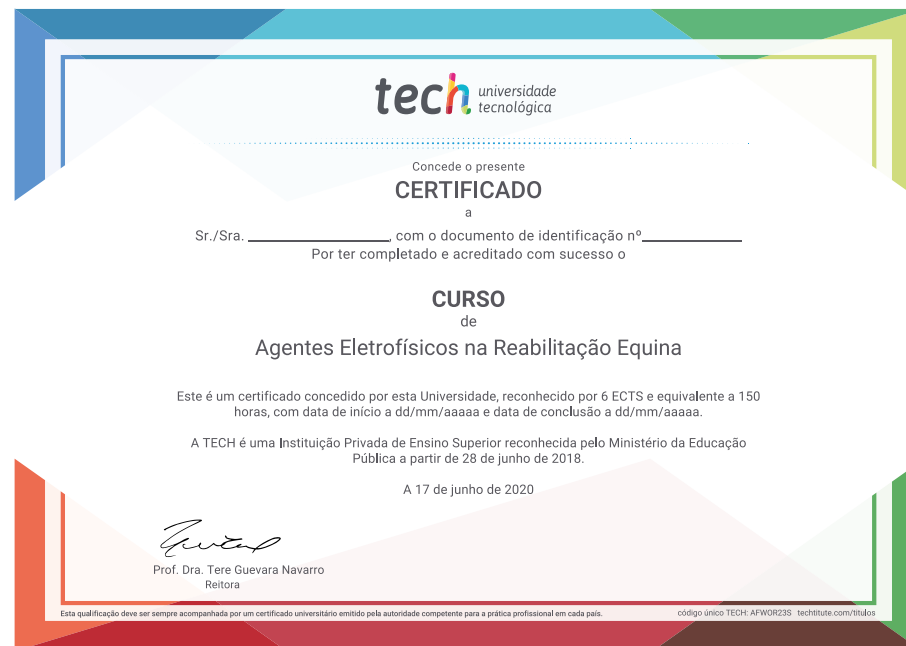 tech universidade
tecnológica
Concede o presente
CERTIFICADO
a
Sr./Sra. ________________, com o documento de identificação nº____________
Por ter completado e acreditado com sucesso o
CURSO
de
Agentes Eletrofísicos na Reabilitação Equina
Este é um certificado concedido por esta Universidade, reconhecido por 6 ECTS e equivalente a 150
horas, com data de início a dd/mm/aaaaa e data de conclusão a dd/mm/aaaaa.
A TECH é uma Instituição Privada de Ensino Superior reconhecida pelo Ministério da Educação
Pública a partir de 28 de junho de 2018.
A 17 de junho de 2020
Prof. Dra. Tere Guevara Navarro
Reitora
Esta qualificação deve ser sempre acompanhada por um certificado universitário emitido pela autoridade competente para a prática profissional em cada país.
código único TECH: AFWOR23S techtitute.com/titulos